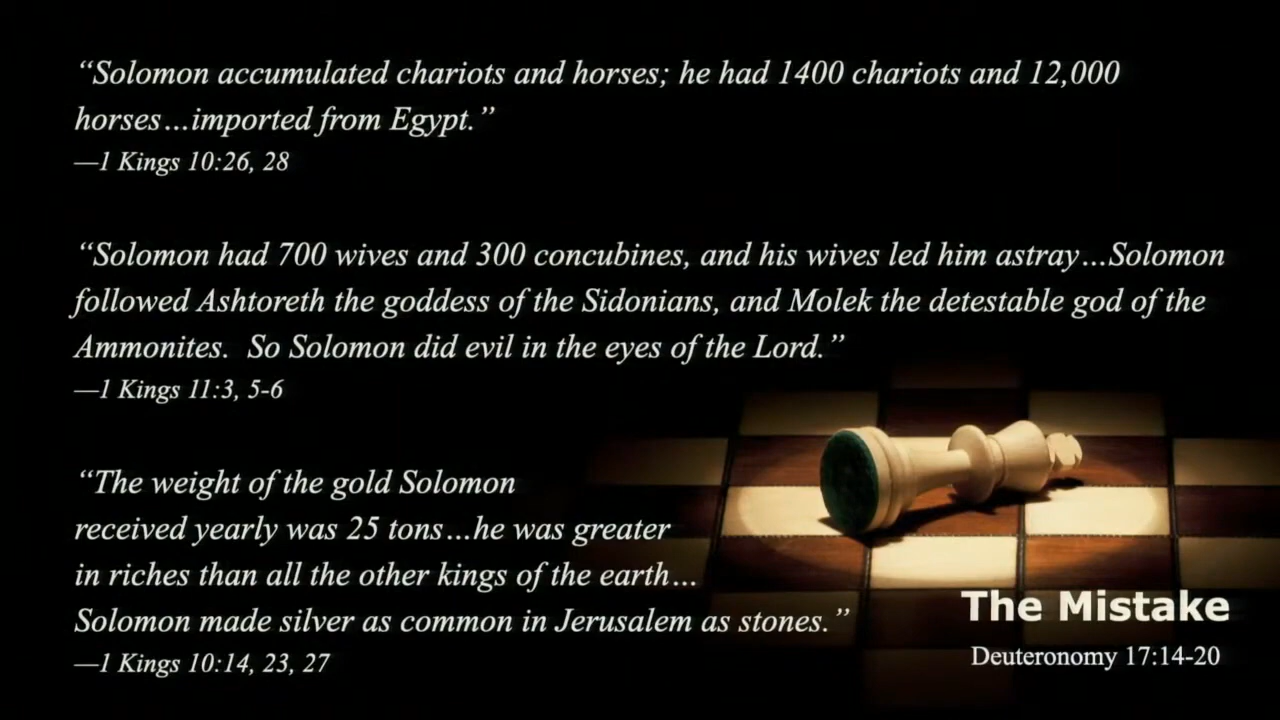 “Solomon accumulated chariots and horses; he had 1400 chariots and 12,000
horses…imported from Egypt.”
—1 Kings 10:26, 28
“Solomon had 700 wives and 300 concubines, and his wives led him astray…Solomon
followed Ashtoreth the goddess of the Sidonians, and Molek the detestable god of the
Ammonites.  So Solomon did evil in the eyes of the Lord.”
—1 Kings 11:3, 5-6
“The weight of the gold Solomon
received yearly was 25 tons…he was greater
in riches than all the other kings of the earth…
Solomon made silver as common in Jerusalem as stones.”
—1 Kings 10:14, 23, 27
The Mistake
Deuteronomy 17:14-20